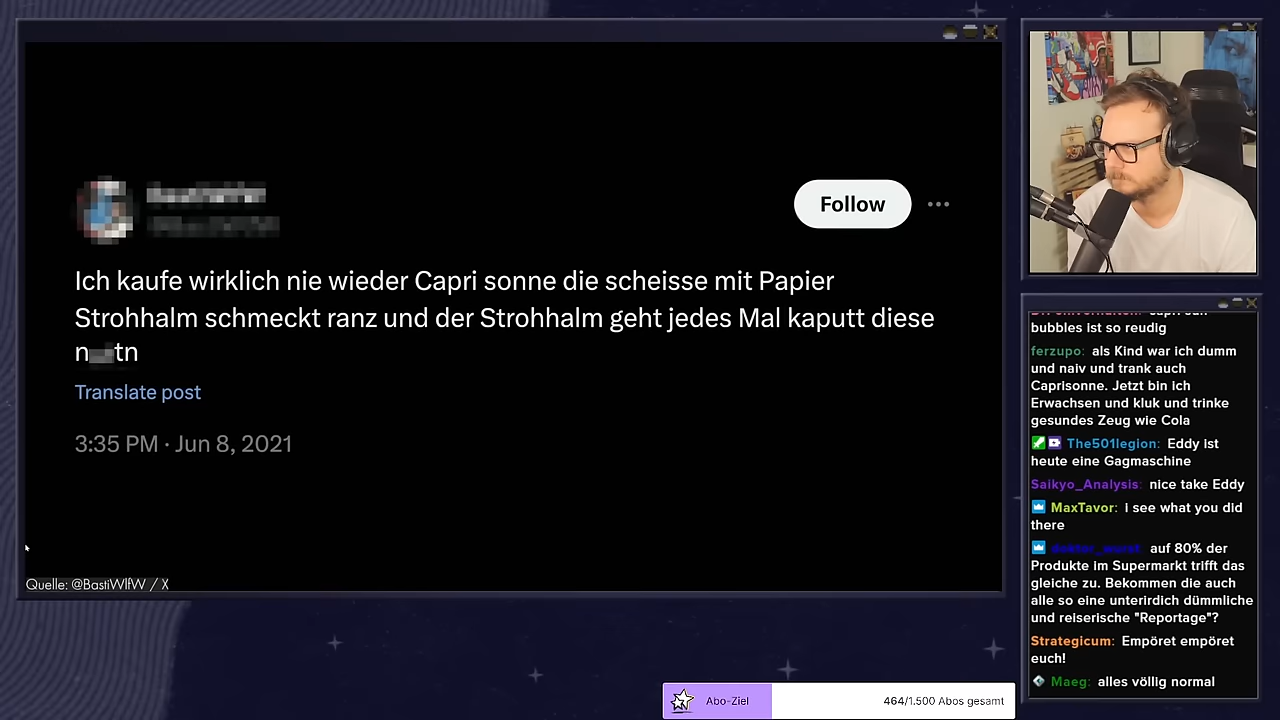 Follow
Ich kaufe wirklich nie wieder Capri sonne die scheisse mit Papier
Strohhalm schmeckt ranz und der Strohhalm geht jedes Mal kaputt diese
Translate post
3:35 PM · Jun 8, 2021
Quelle: @BastiWlfW / X
bubbles ist so reudig
ferzupo: als Kind war ich dumm
und naiv und trank auch
Caprisonne. Jetzt bin ich
Erwachsen und kluk und trinke
gesundes Zeug wie Cola
The501legion: Eddy ist
heute eine Gagmaschine
Saikyo_Analysis: nice take Eddy
MaxTavor: i see what you did
there
auf 80% der
Produkte im Supermarkt trifft das
gleiche zu. Bekommen die auch
alle so eine unterirdich dümmliche
und reiserische "Reportage"?
Strategicum: Empöret empöret
euch!
Maeg: alles völlig normal
Abo-Ziel
464/1.500 Abos gesamt